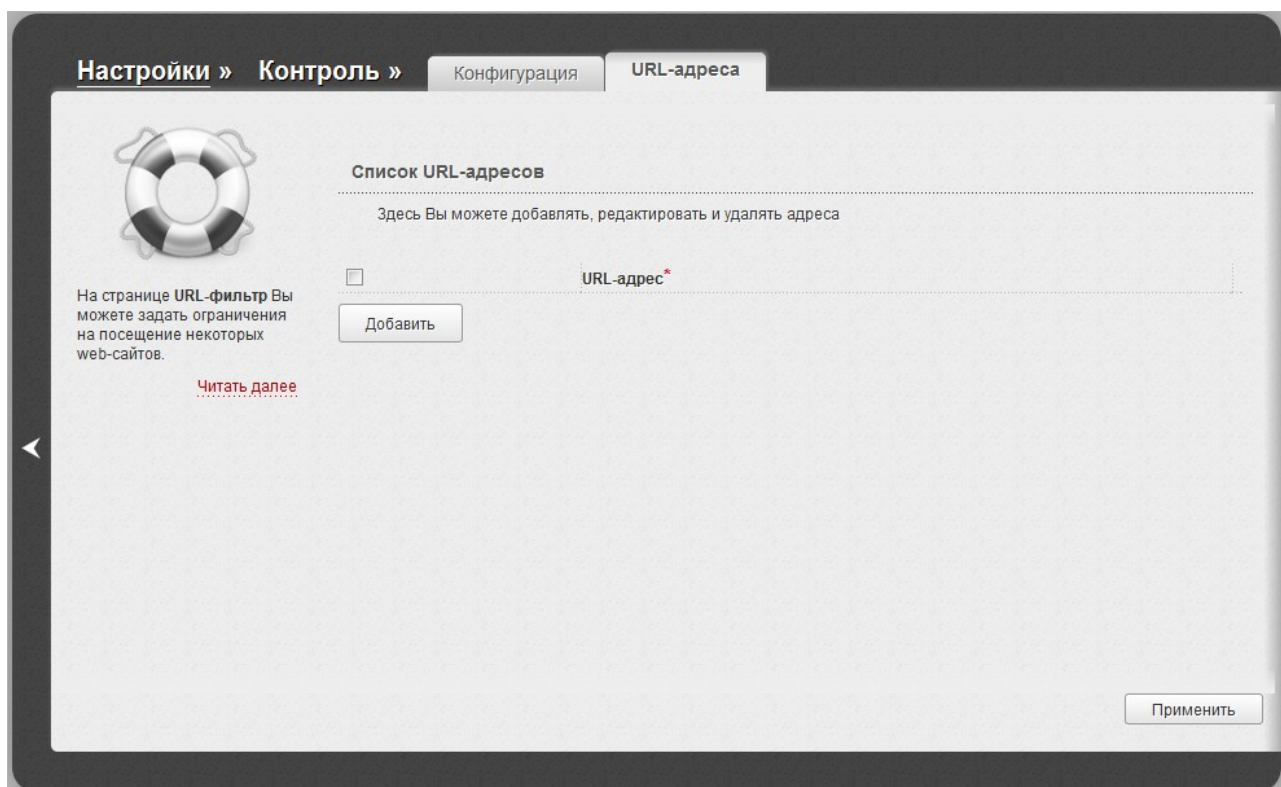 Настройки » Контроль » Конфигурация URL-адреса
Список URL-адресов
Здесь Вы можете добавлять, редактировать и удалять адреса
URL-адрес*
Добавить
На странице URL-фильтр Вы
можете задать ограничения
на посещение некоторых
web-сайтов.
Читать далее
Применить